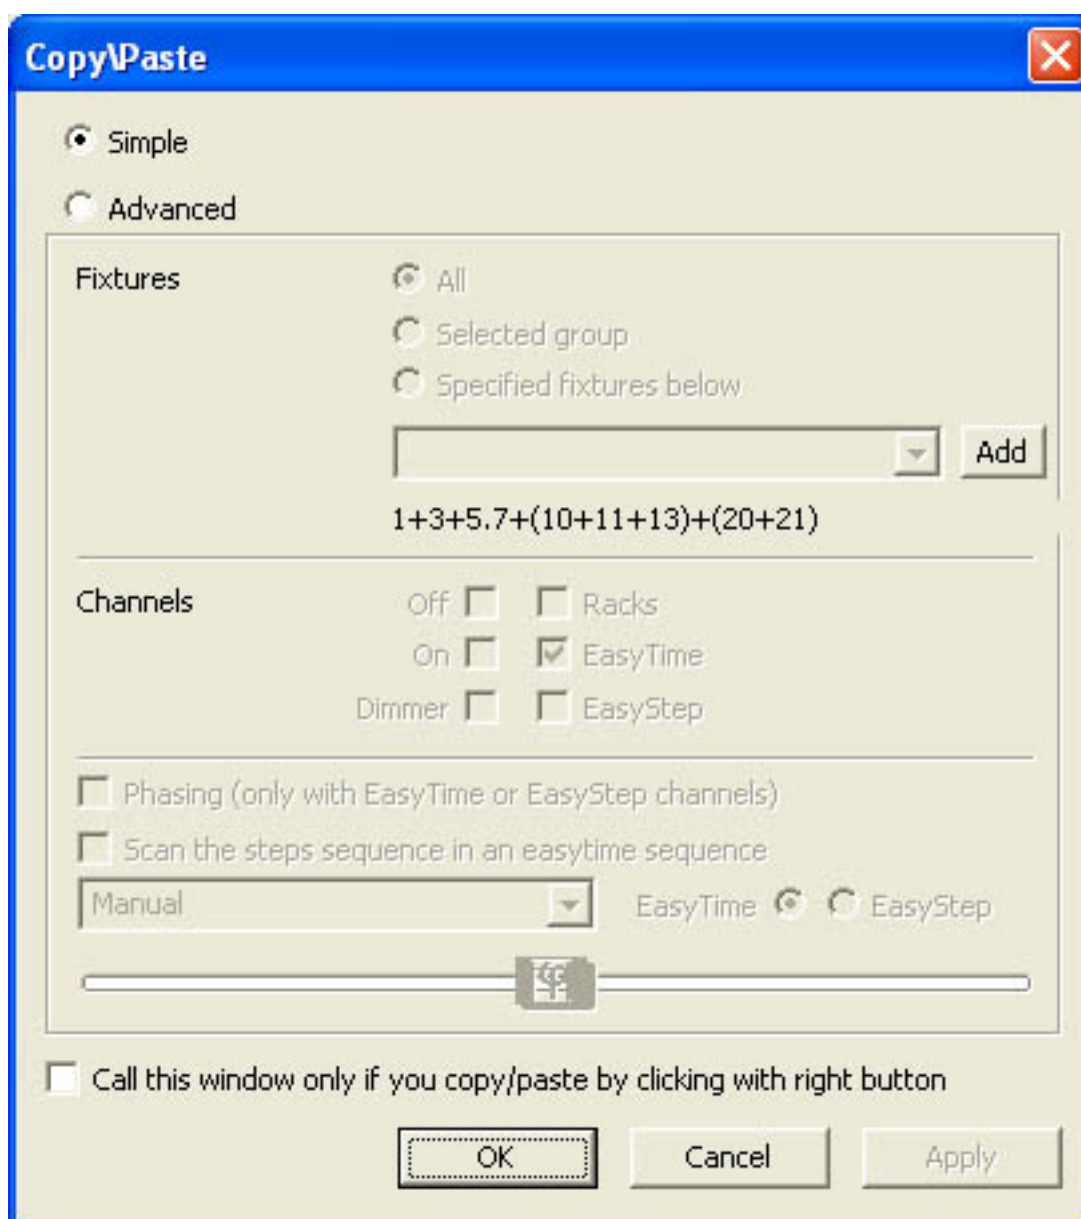 Copy\Paste
Simple
Advanced
Fixtures
All
Selected group
Specified fixtures below
Add
1+3+5.7+(10+11+13)+(20+21)
Channels
Off Racks
On EasyTime
Dimmer EasyStep
Phasing (only with EasyTime or EasyStep channels)
Scan the steps sequence in an easytime sequence
Manual EasyTime EasyStep
Call this window only if you copy/paste by clicking with right button
OK Cancel Apply